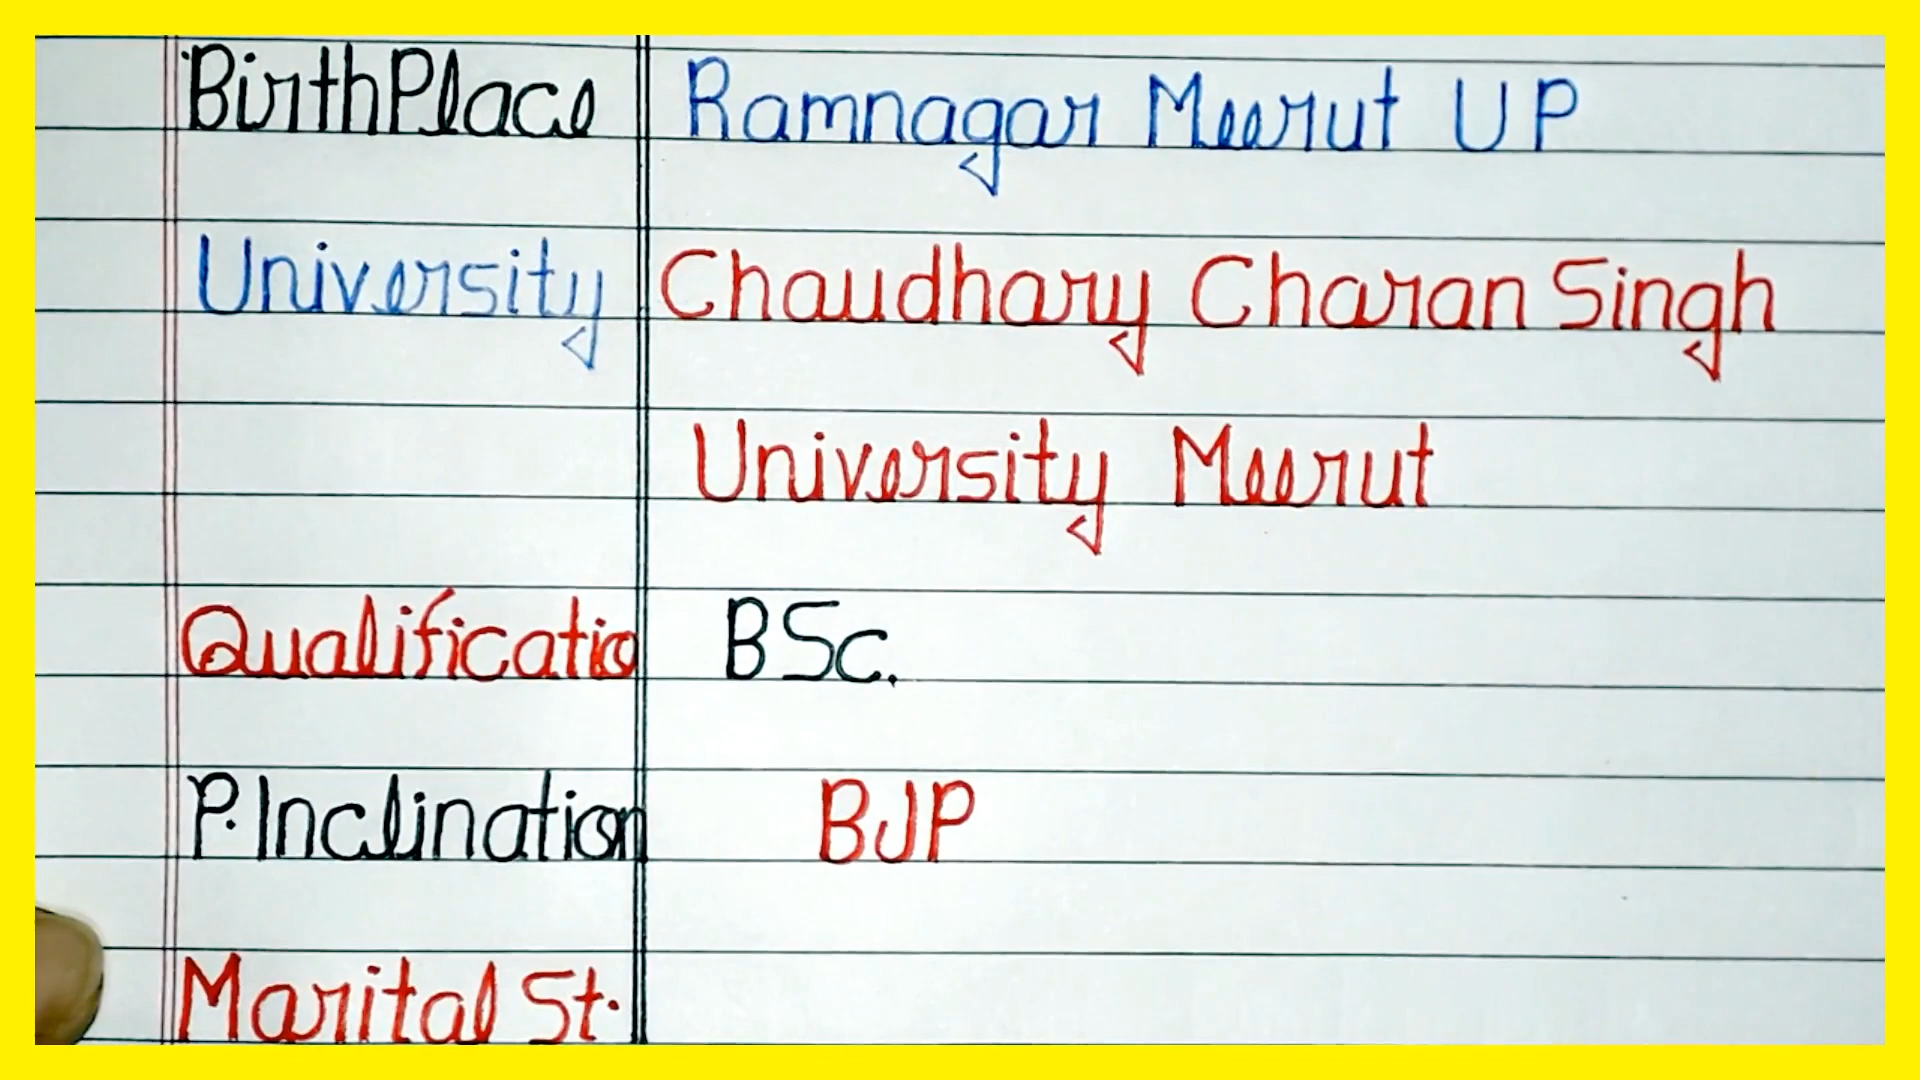 BirthPlace Ramnagar Meerut UP
University Chaudhary Charan Singh
University Meerut
Qualificatio BSc.
P.Inclination BJP
Marital St.